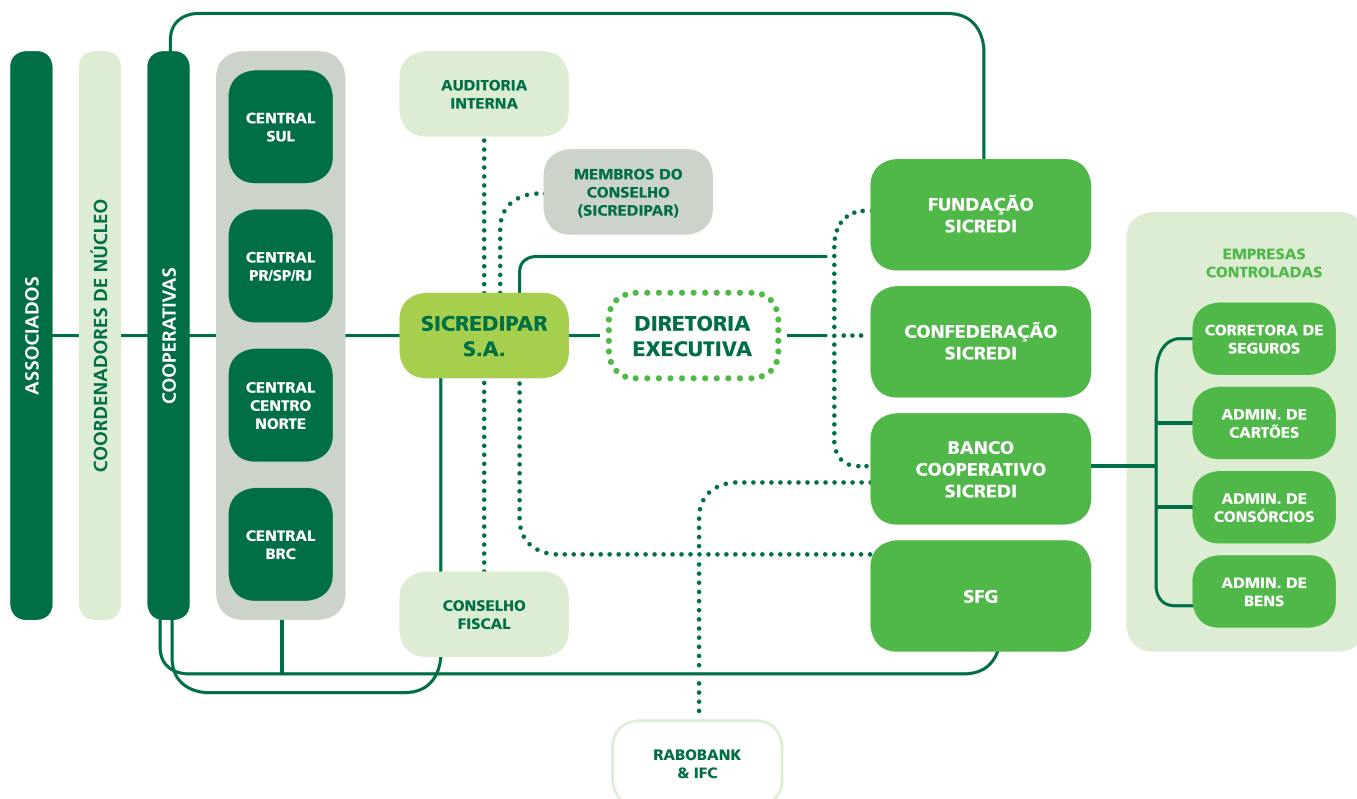 ASSOCIADOS
COORDENADORES DE NÚCLEO
COOPERATIVAS
CENTRAL
SUL
CENTRAL
PR/SP/RJ
CENTRAL
CENTRO
NORTE
CENTRAL
BRC
AUDITORIA
INTERNA
MEMBROS DO
CONSELHO
(SICREDIPAR)
SICREDIPAR
S.A.
DIRETORIA
EXECUTIVA
CONSELHO
FISCAL
RABOBANK
& IFC
FUNDAÇÃO
SICREDI
CONFEDERAÇÃO
SICREDI
BANCO
COOPERATIVO
SICREDI
SFG
EMPRESAS
CONTROLADAS
CORRETORA DE
SEGUROS
ADMIN. DE
CARTÕES
ADMIN. DE
CONSÓRCIOS
ADMIN. DE
BENS